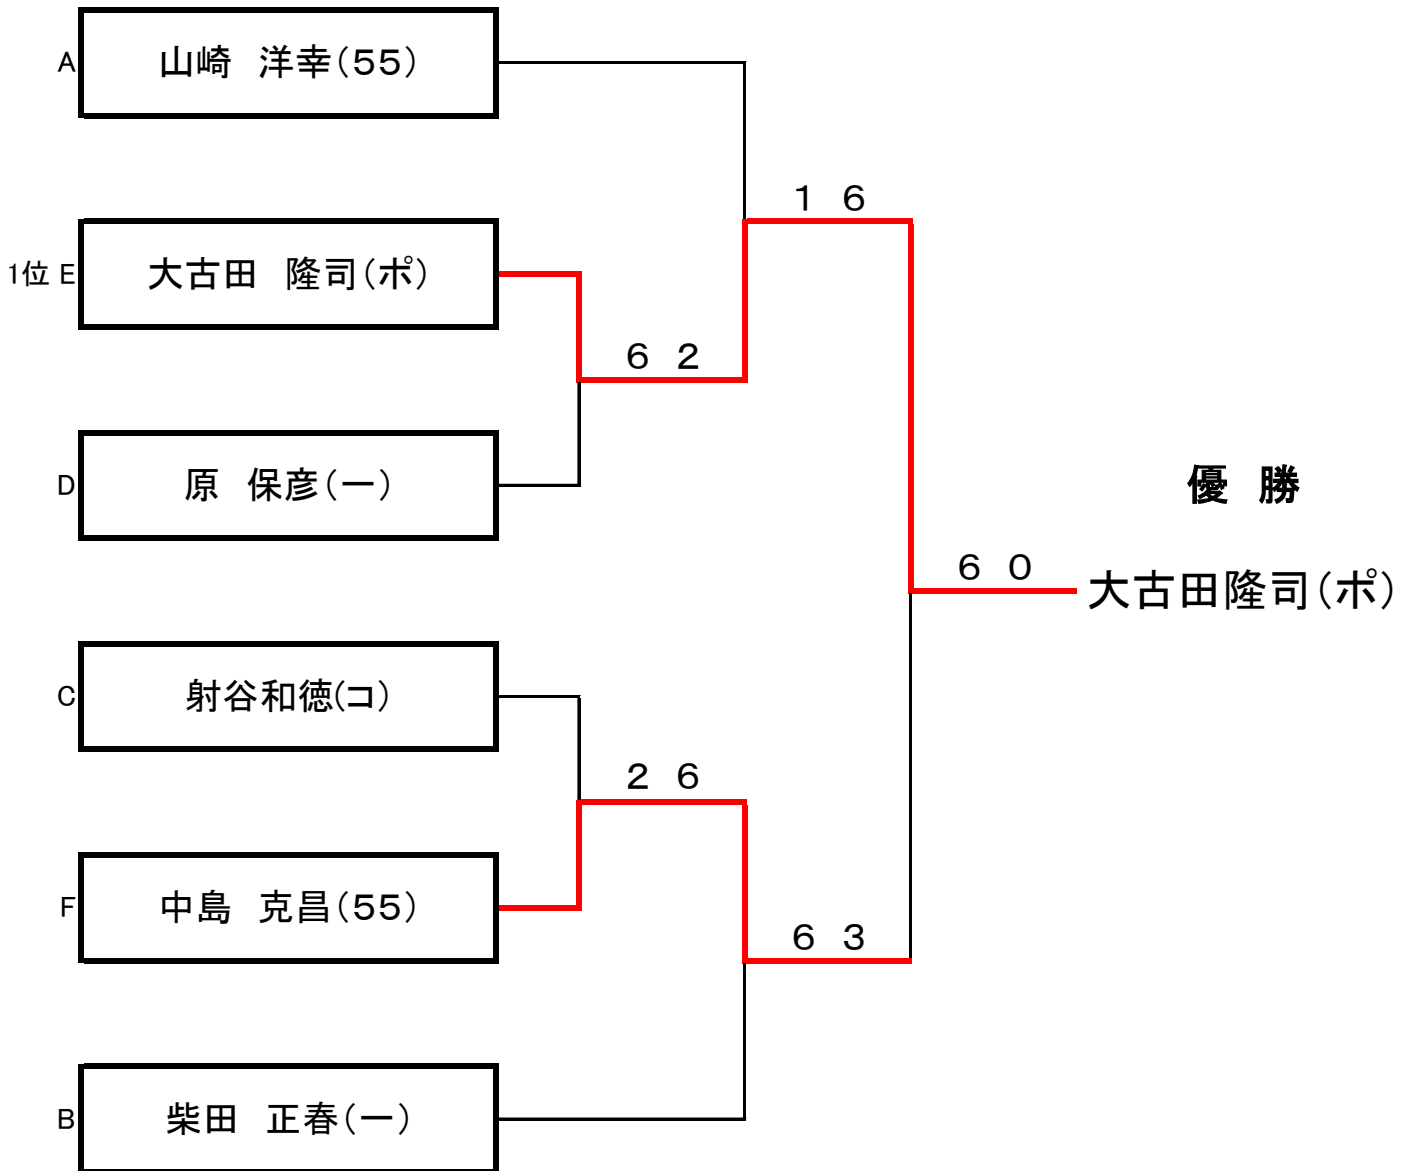 A
山崎　洋幸(55)
1　6
1位 E
大古田　隆司(ポ)
6　2
D
原　保彦(一)
優　勝
6　0
大古田隆司(ポ)
C
射谷和徳(コ)
2　6
F
中島　克昌(55)
6　3
B
柴田　正春(一)